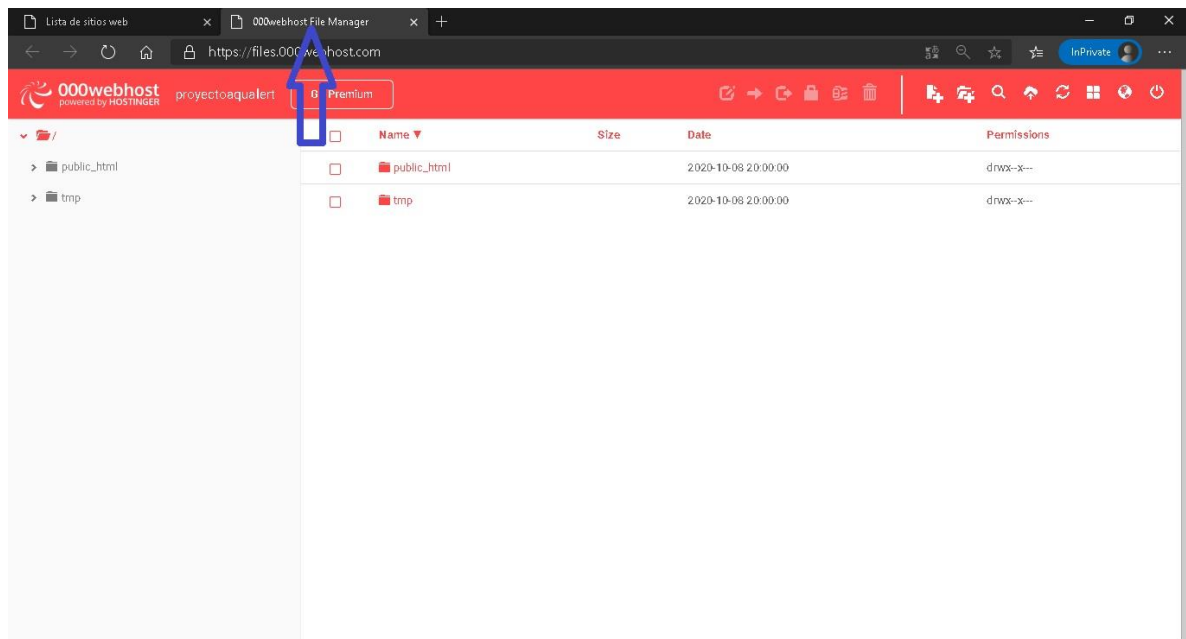 Lista de sitios web
000webhost File Manager
https://files.000webhost.com
InPrivate
000webhost
powered by HOSTINGER
proyectoaqualert
Premium
/
Name ▼ Size Date Permissions
public_html
tmp
public_html 2020-10-08 20:00:00 drwx--x---
tmp 2020-10-08 20:00:00 drwx--x---